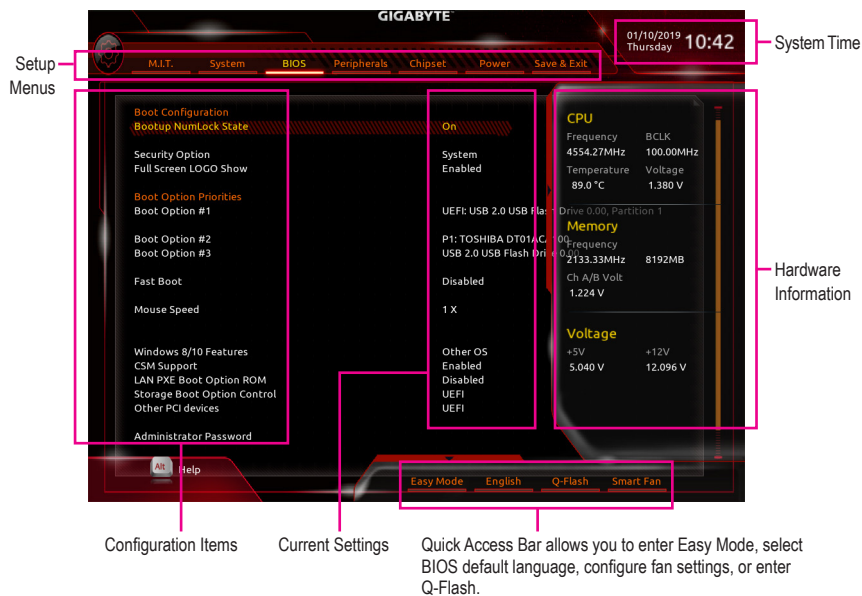 GIGABYTE™
01/10/2019
Thursday
10:42
System Time
Setup
Menus
M.I.T. System BIOS Peripherals Chipset Power Save & Exit
Boot Configuration
Bootup NumLock State On
Security Option System
Full Screen LOGO Show Enabled
Boot Option Priorities
Boot Option #1 UEFI: USB 2.0 USB Flash Drive 0.00, Partition 1
Boot Option #2 P1: TOSHIBA DT01ACA100
Boot Option #3 USB 2.0 USB Flash Drive 0.00
Fast Boot Disabled
Mouse Speed 1 X
Windows 8/10 Features Other OS
CSM Support Enabled
LAN PXE Boot Option ROM Disabled
Storage Boot Option Control UEFI
Other PCI devices UEFI
Administrator Password
CPU
Frequency BCLK
4554.27MHz 100.00MHz
Temperature Voltage
89.0 °C 1.380 V
Memory
Frequency
2133.33MHz 8192MB
Ch A/B Volt
1.224 V
Voltage
+5V +12V
5.040 V 12.096 V
Hardware
Information
Alt Help
Easy Mode English Q-Flash Smart Fan
Configuration Items
Current Settings
Quick Access Bar allows you to enter Easy Mode, select
BIOS default language, configure fan settings, or enter
Q-Flash.